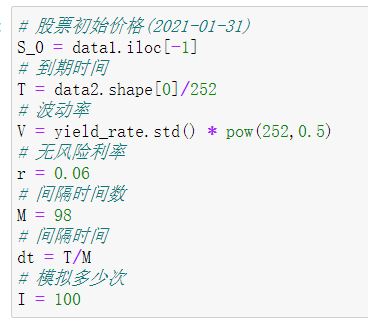 # 股票初始价格(2021-01-31)
S_0 = data1.iloc[-1]
# 到期时间
T = data2.shape[0]/252
# 波动率
V = yield_rate.std() * pow(252,0.5)
# 无风险利率
r = 0.06
# 间隔时间数
M = 98
# 间隔时间
dt = T/M
# 模拟多少次
I = 100